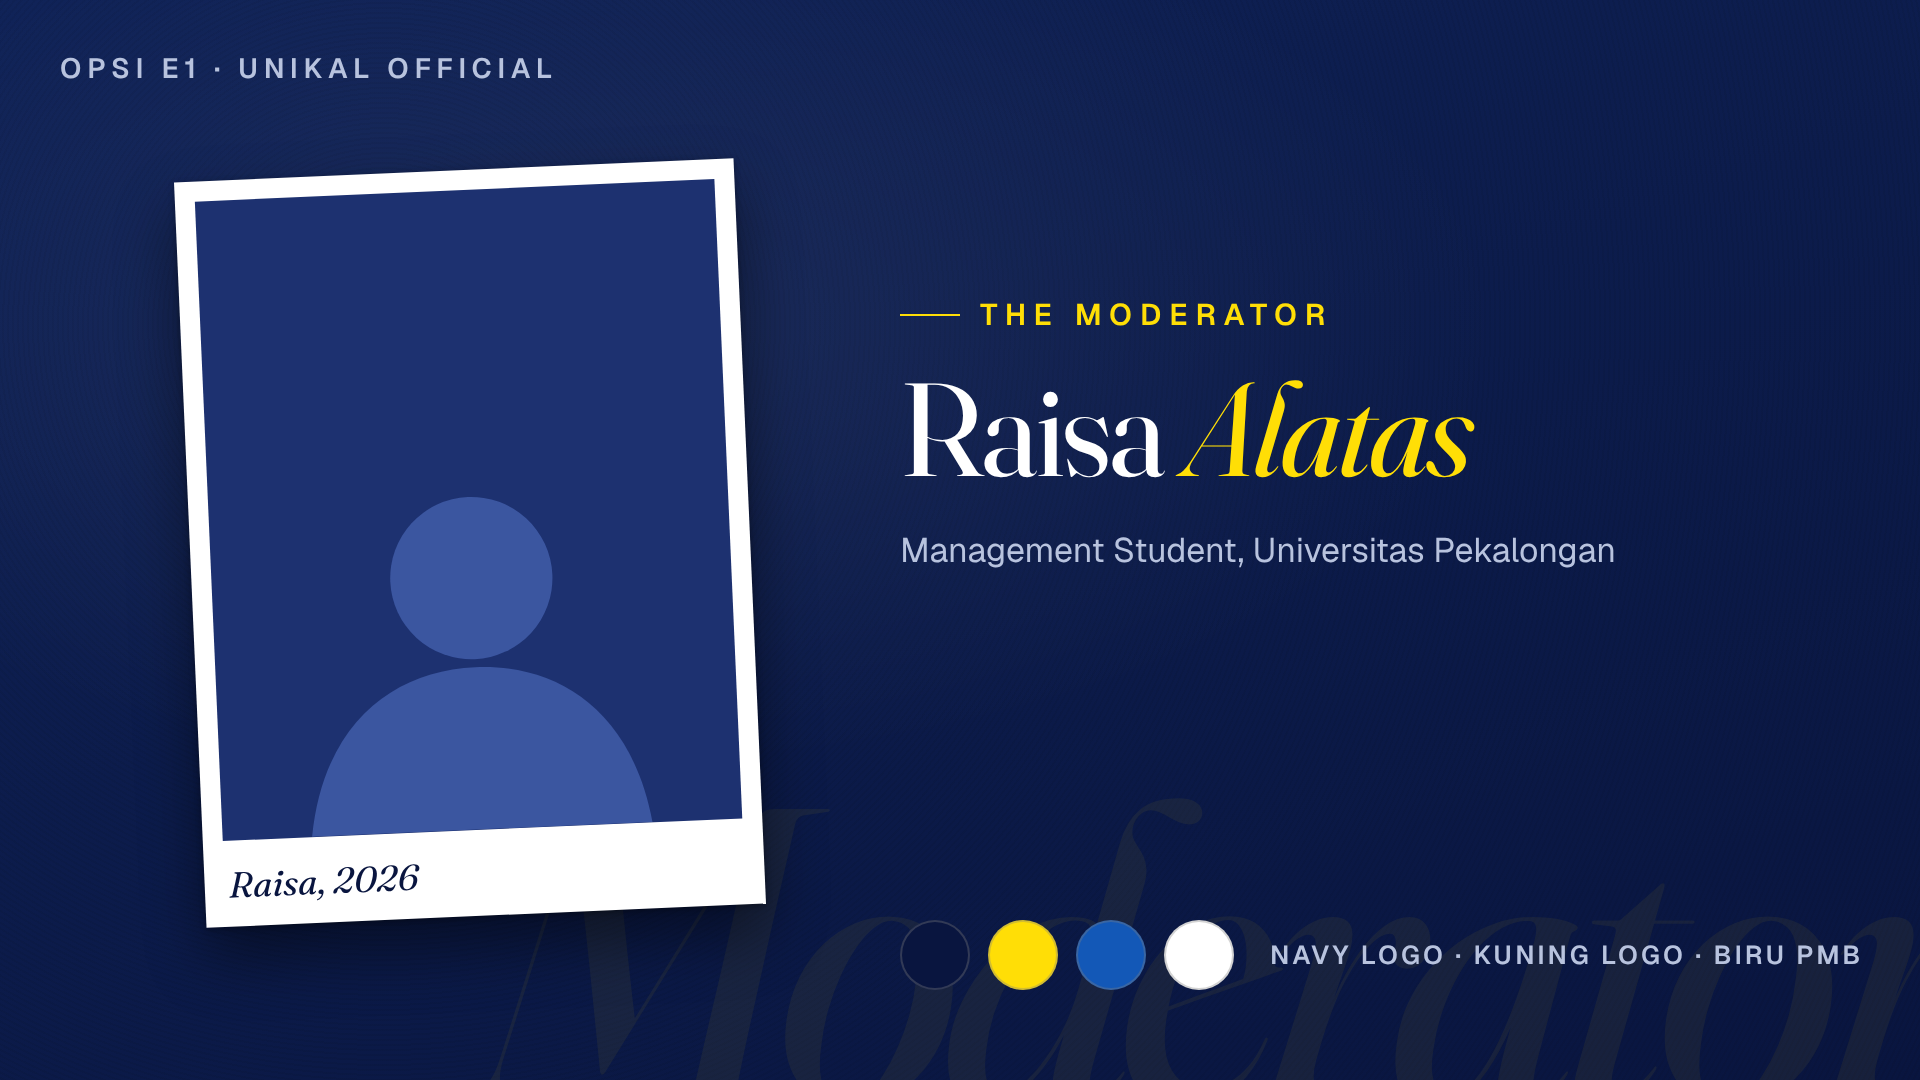 OPSI E1 · UNIKAL OFFICIAL
THE MODERATOR
Raisa Alatas
Management Student, Universitas Pekalongan
Raisa, 2026
Moderator
NAVY LOGO · KUNING LOGO · BIRU PMB